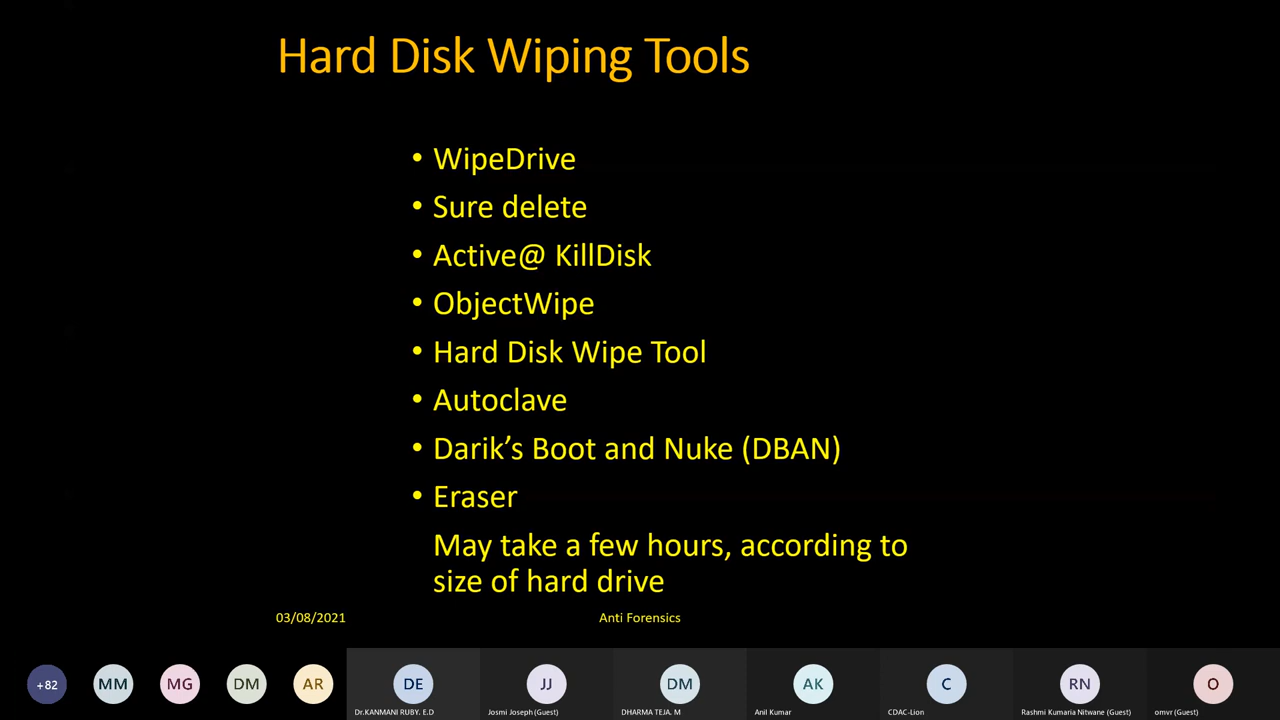 Hard Disk Wiping Tools
• WipeDrive
• Sure delete
• Active@ KillDisk
• ObjectWipe
• Hard Disk Wipe Tool
• Autoclave
• Darik’s Boot and Nuke (DBAN)
• Eraser
May take a few hours, according to
size of hard drive
03/08/2021 Anti Forensics
+82 MM MG DM AR DE JJ DM AK C RN O
Dr.KANMANI RUBY. E.D Josmi Joseph (Guest) DHARMA TEJA. M Anil Kumar CDAC-Lion Rashmi Kumaria Nitwane (Guest) omvr (Guest)